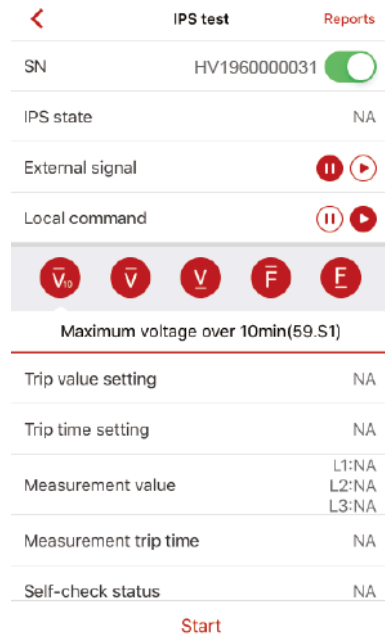 IPS test
Reports
SN
HV1960000031
IPS state
NA
External signal
Local command
V̅₁₀
V̅
V̲
F̅
F̲
Maximum voltage over 10min(59.S1)
Trip value setting
NA
Trip time setting
NA
L1:NA
Measurement value
L2:NA
L3:NA
Measurement trip time
NA
Self-check status
NA
Start